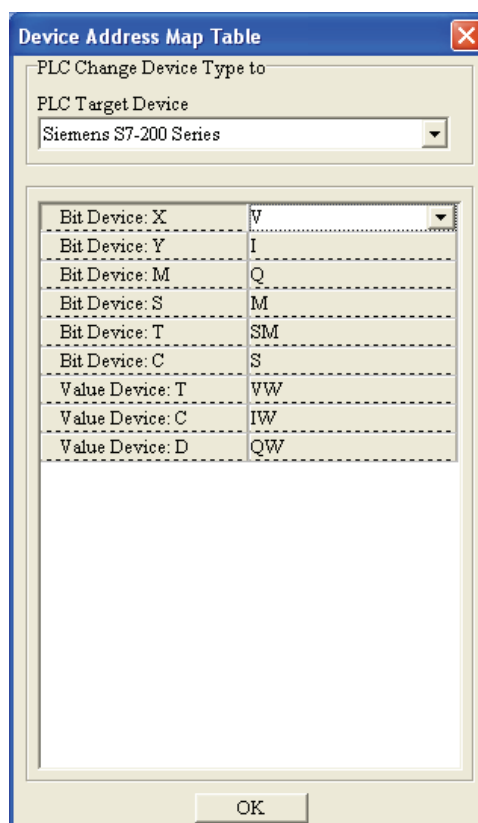 Device Address Map Table
PLC Change Device Type to
PLC Target Device
Siemens S7-200 Series
Bit Device: X V
Bit Device: Y I
Bit Device: M Q
Bit Device: S M
Bit Device: T SM
Bit Device: C S
Value Device: T VW
Value Device: C IW
Value Device: D QW
OK